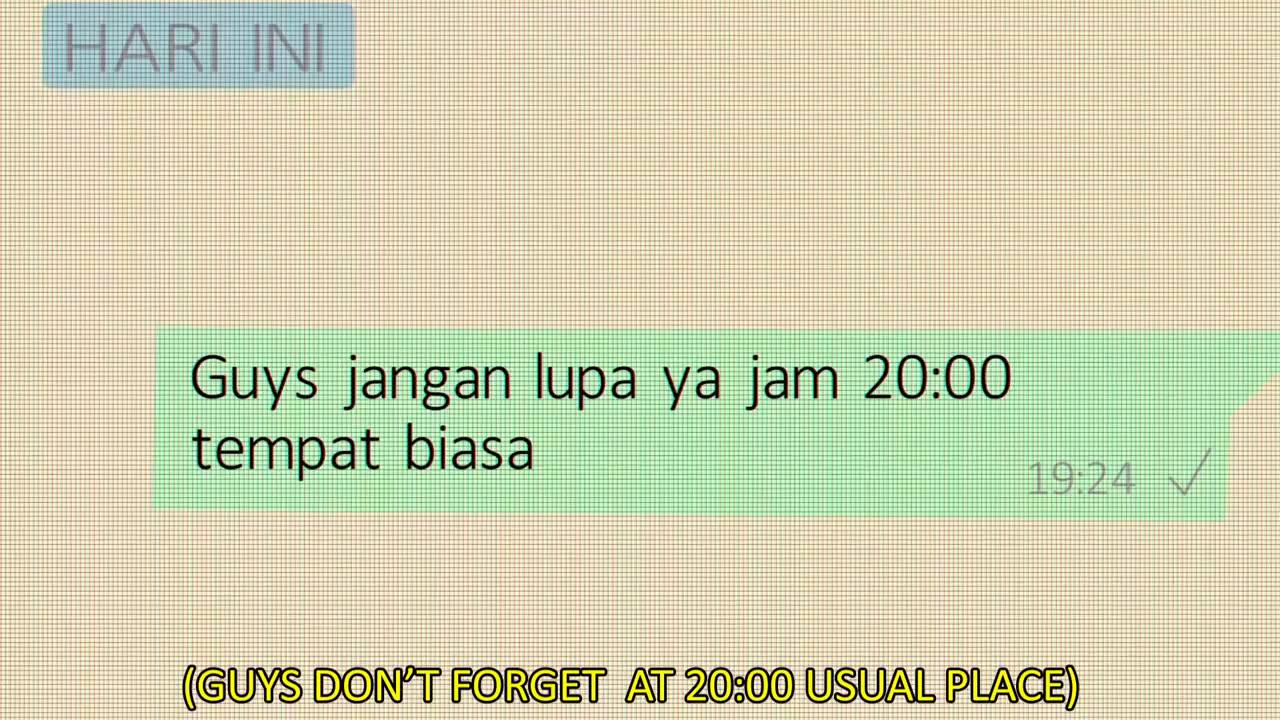 HARI INI
Guys jangan lupa ya jam 20:00
tempat biasa
19:24
(GUYS DON'T FORGET AT 20:00 USUAL PLACE)